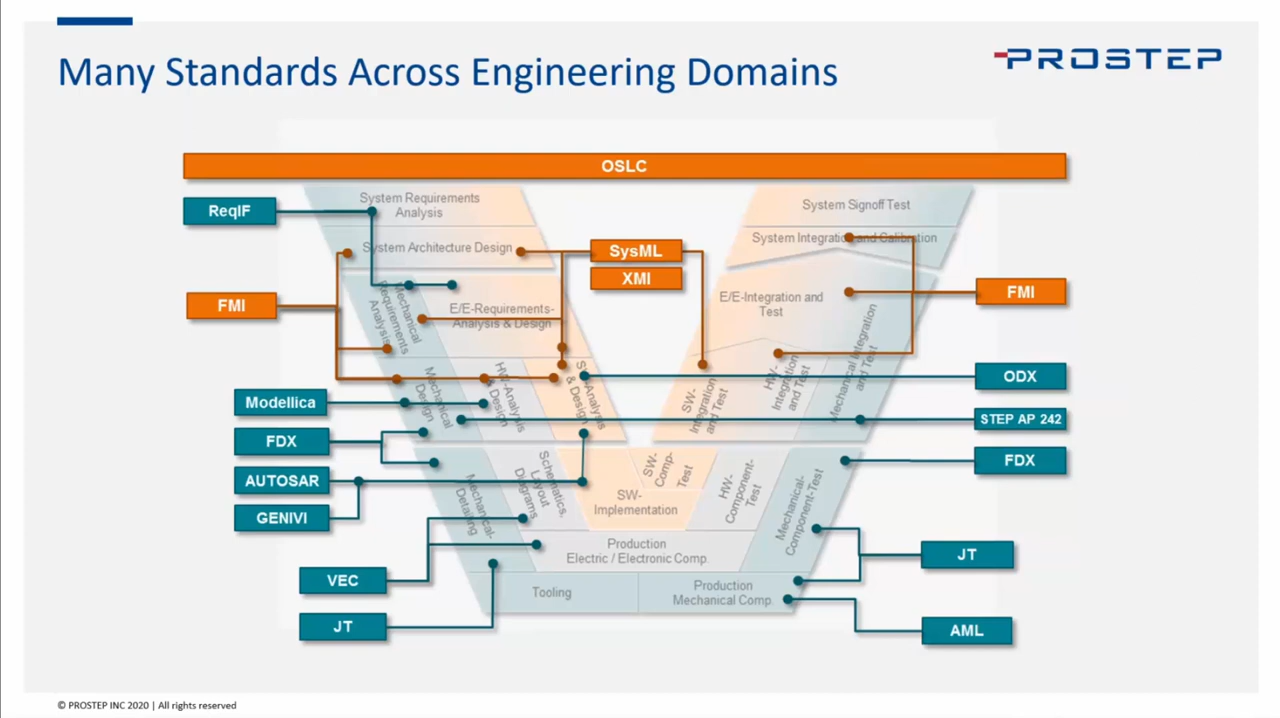 Many Standards Across Engineering Domains
PROSTEP
OSLC
ReqIF
System Requirements
Analysis
System Signoff Test
System Integration and Calibration
System Architecture Design
SysML
XMI
FMI
FMI
Mechanical
Requirements
Analysis
E/E-Requirements-
Analysis & Design
E/E-Integration and
Test
Mechanical Integration
and Test
ODX
Modellica
Mechanical
Design
HW-Analysis
& Design
SW-Analysis
& Design
SW-
Integration
and Test
HW-
Integration
and Test
STEP AP 242
FDX
FDX
AUTOSAR
GENIVI
Mechanical-
Detailing
Schematics,
Layout
Diagrams
SW-
Implementation
SW-
Comp-
Test
HW-
Component-
Test
Mechanical-
Component-Test
Production
Electric / Electronic Comp.
JT
VEC
Tooling
Production
Mechanical Comp.
JT
AML
© PROSTEP INC 2020 | All rights reserved